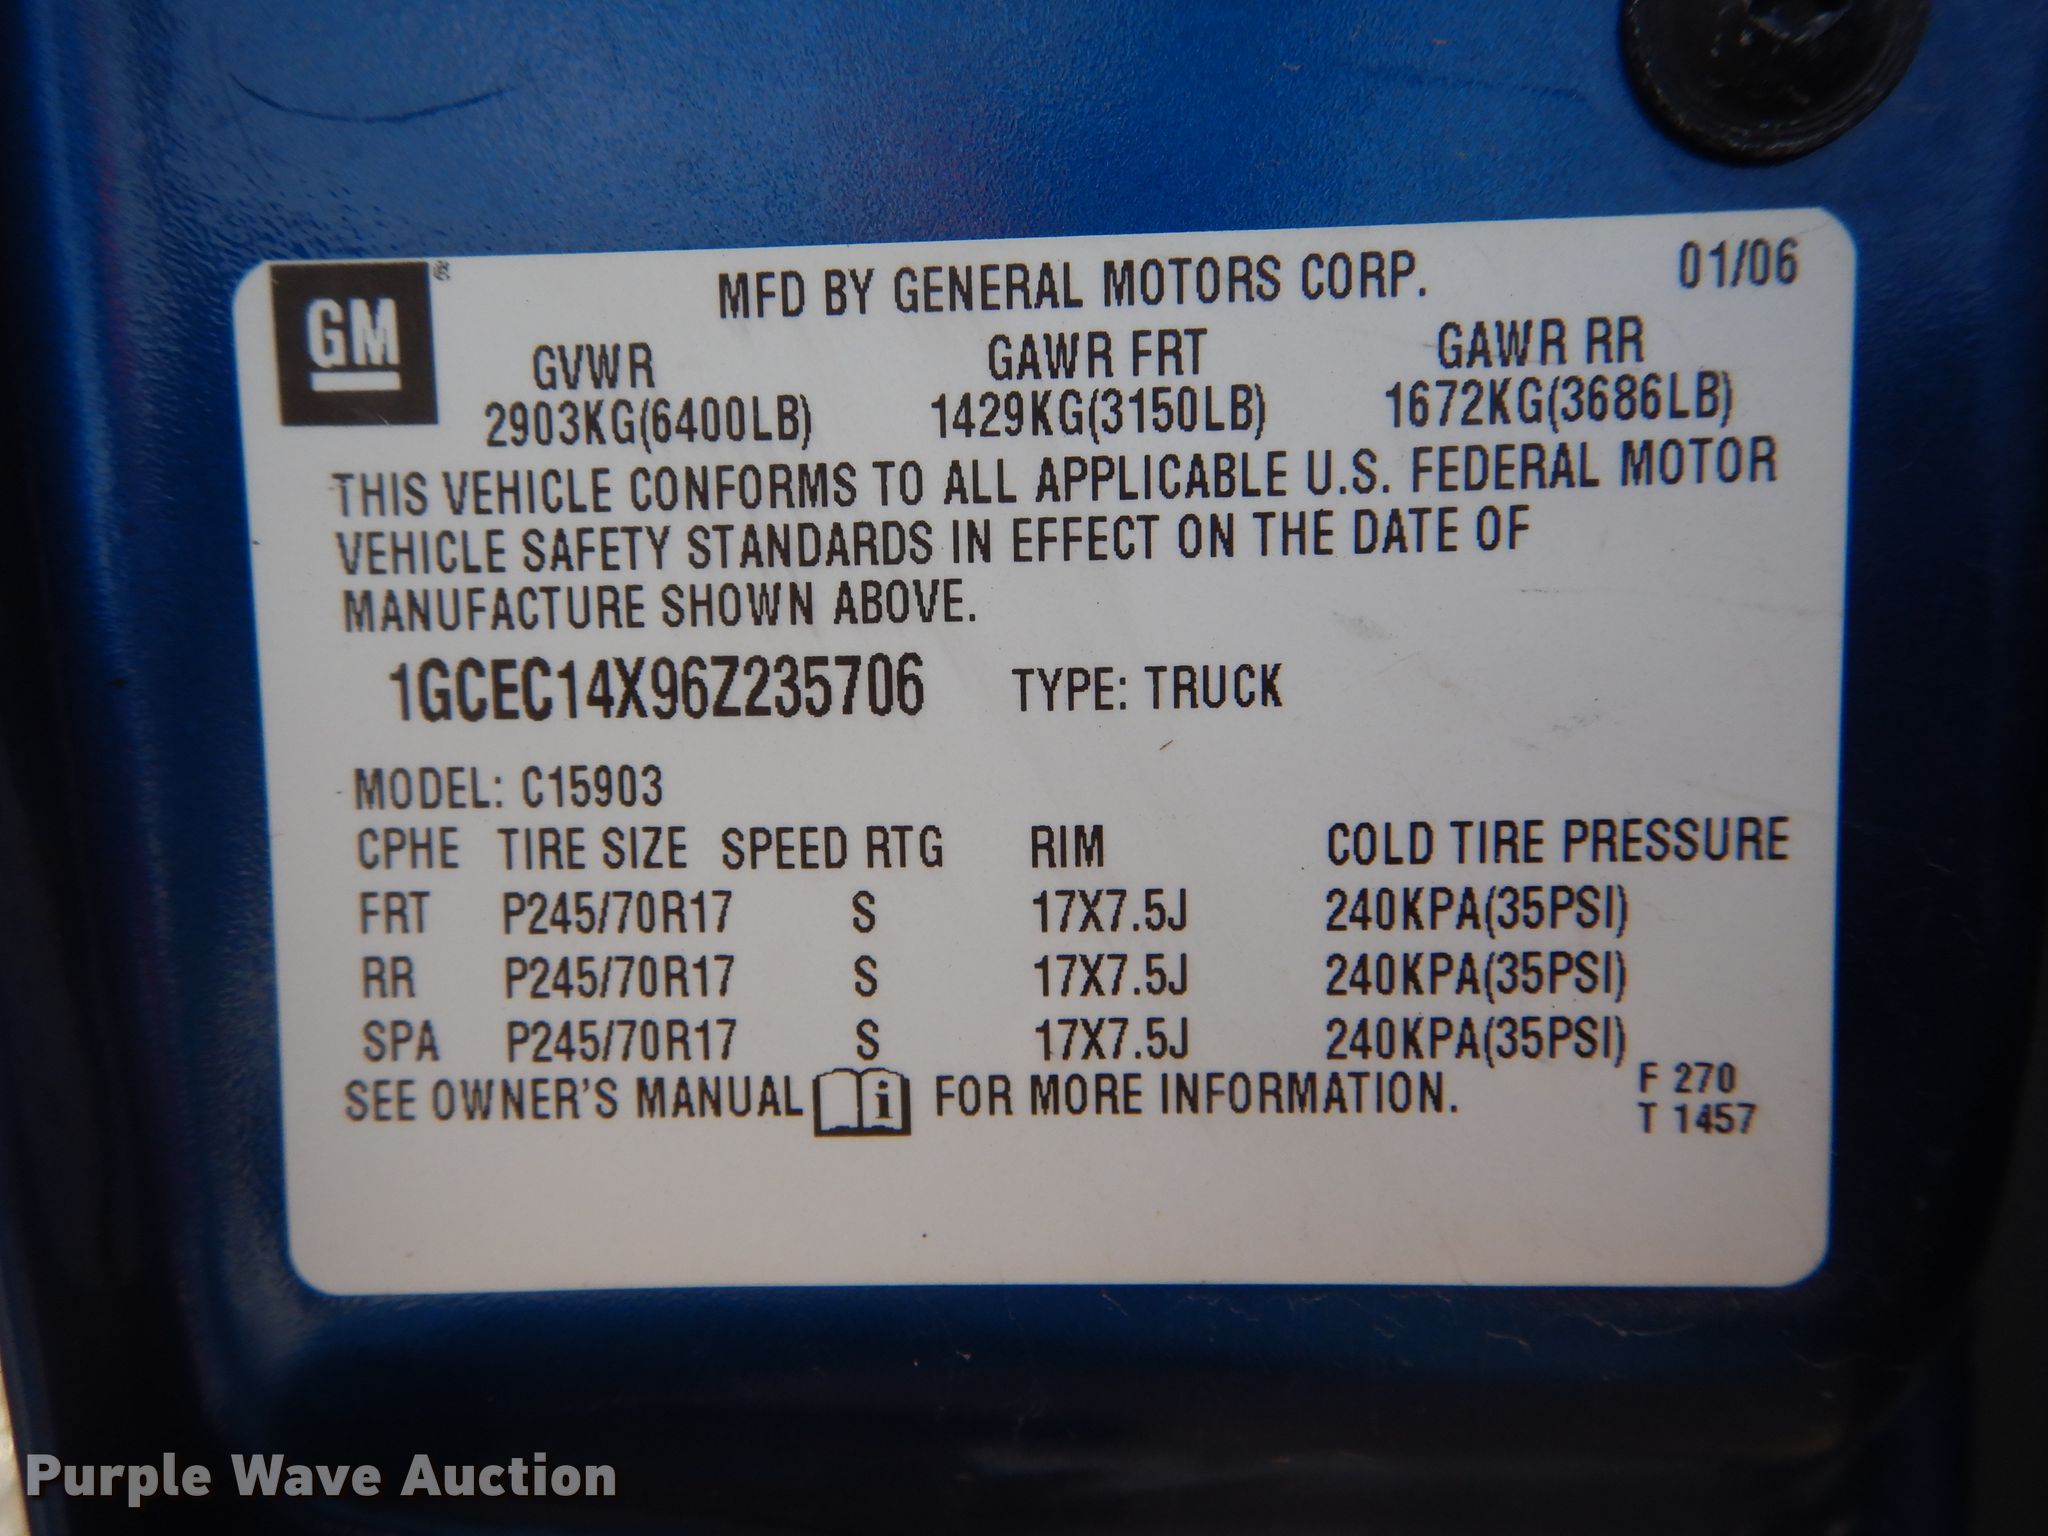 GM ®
MFD BY GENERAL MOTORS CORP. 01/06
GVWR GAWR FRT GAWR RR
2903KG(6400LB) 1429KG(3150LB) 1672KG(3686LB)
THIS VEHICLE CONFORMS TO ALL APPLICABLE U.S. FEDERAL MOTOR
VEHICLE SAFETY STANDARDS IN EFFECT ON THE DATE OF
MANUFACTURE SHOWN ABOVE.
1GCEC14X96Z235706 TYPE: TRUCK
MODEL: C15903
CPHE TIRE SIZE SPEED RTG RIM COLD TIRE PRESSURE
FRT P245/70R17 S 17X7.5J 240KPA(35PSI)
RR P245/70R17 S 17X7.5J 240KPA(35PSI)
SPA P245/70R17 S 17X7.5J 240KPA(35PSI)
SEE OWNER'S MANUAL i FOR MORE INFORMATION.
F 270
T 1457
Purple Wave Auction